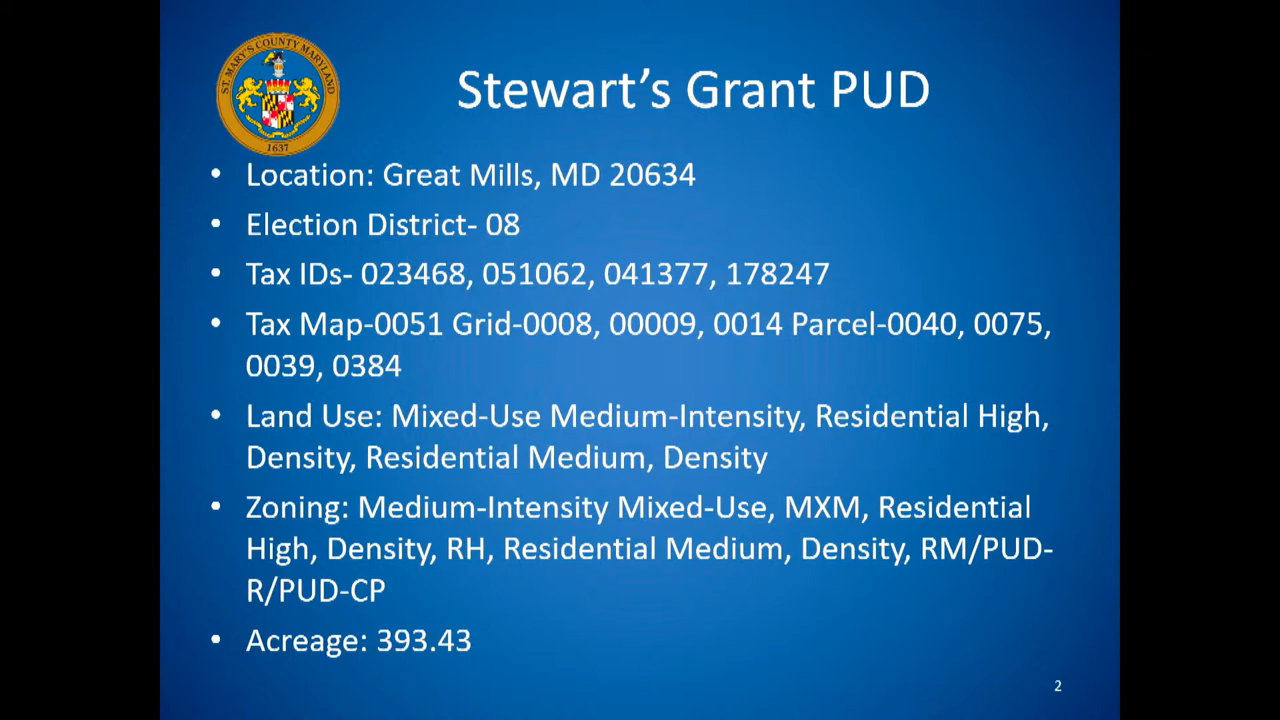 ST. MARY'S COUNTY MARYLAND
1637
Stewart's Grant PUD
• Location: Great Mills, MD 20634
• Election District- 08
• Tax IDs- 023468, 051062, 041377, 178247
• Tax Map-0051 Grid-0008, 00009, 0014 Parcel-0040, 0075,
0039, 0384
• Land Use: Mixed-Use Medium-Intensity, Residential High,
Density, Residential Medium, Density
• Zoning: Medium-Intensity Mixed-Use, MXM, Residential
High, Density, RH, Residential Medium, Density, RM/PUD-
R/PUD-CP
• Acreage: 393.43
2